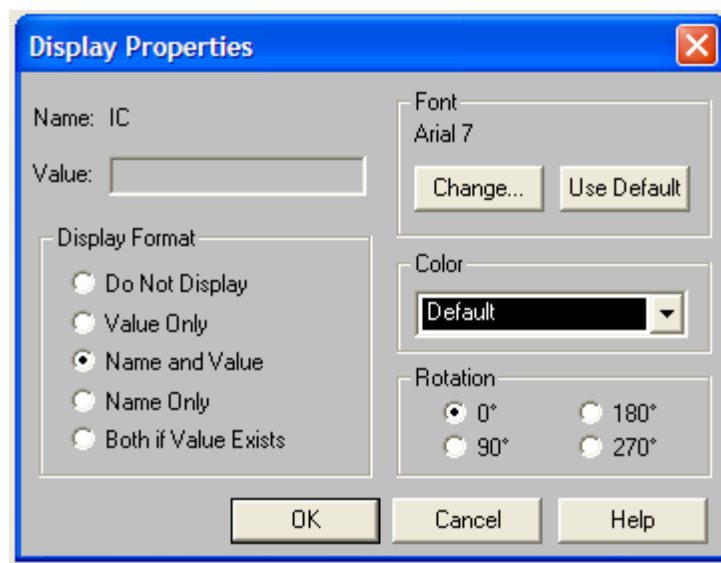 Display Properties
Name: IC
Value:
Display Format
Do Not Display
Value Only
Name and Value
Name Only
Both if Value Exists
Font
Arial 7
Change...
Use Default
Color
Default
Rotation
0° 180°
90° 270°
OK Cancel Help